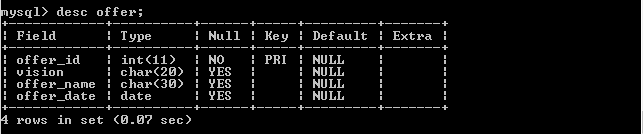 mysql> desc offer;
+------------+----------+------+-----+---------+-------+
| Field      | Type     | Null | Key | Default | Extra |
+------------+----------+------+-----+---------+-------+
| offer_id   | int(11)  | NO   | PRI | NULL    |       |
| vision     | char(20) | YES  |     | NULL    |       |
| offer_name | char(30) | YES  |     | NULL    |       |
| offer_date | date     | YES  |     | NULL    |       |
+------------+----------+------+-----+---------+-------+
4 rows in set (0.07 sec)